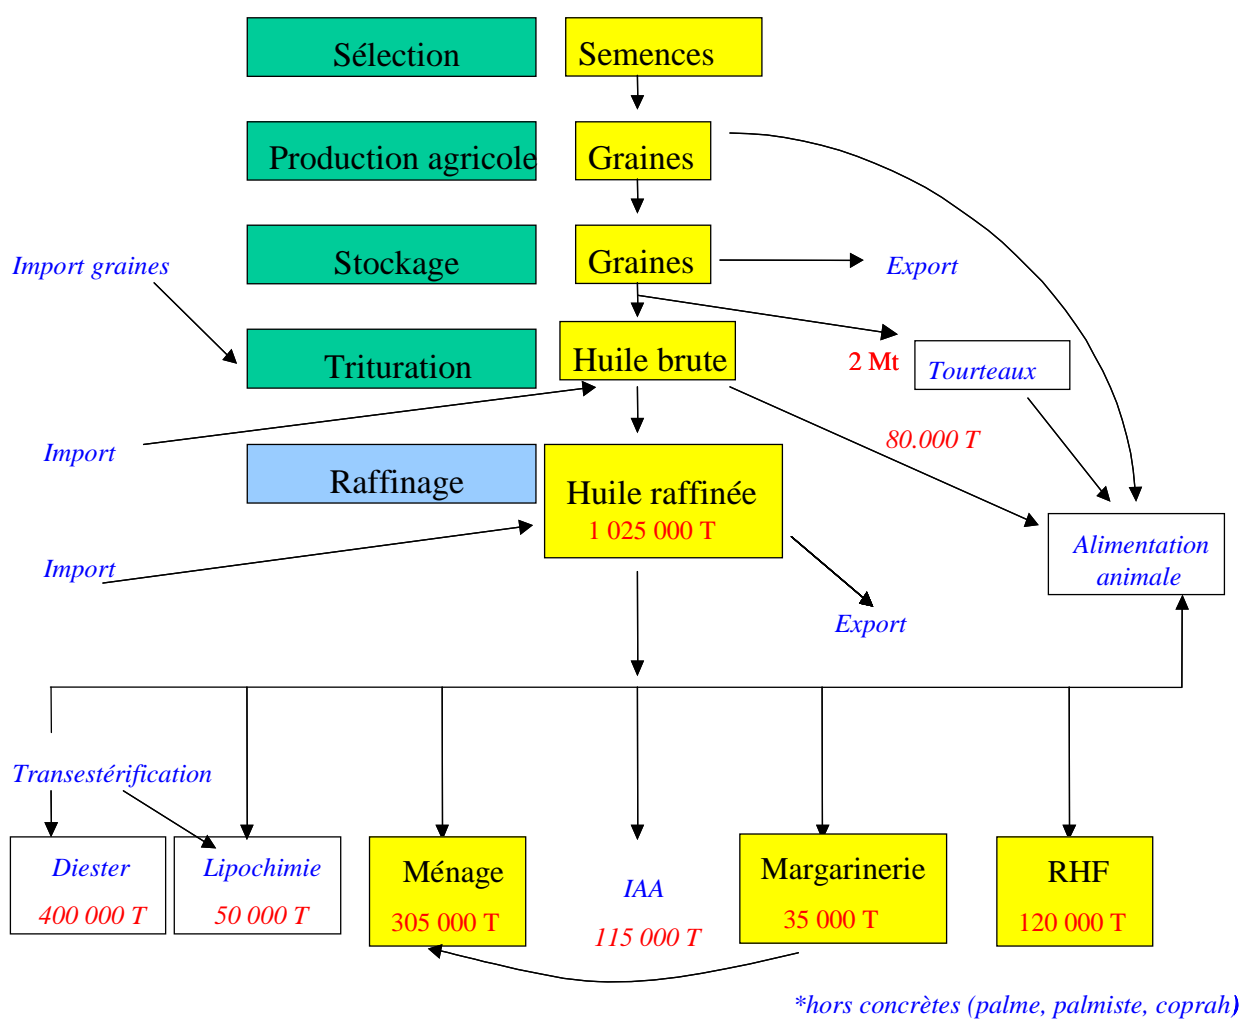 Sélection
Semences
Production agricole
Graines
Import graines
Stockage
Graines
Export
Trituration
Huile brute
2 Mt
Tourteaux
80.000 T
Import
Raffinage
Huile raffinée
1 025 000 T
Import
Export
Alimentation
animale
Transestérification
Diester
400 000 T
Lipochimie
50 000 T
Ménage
305 000 T
IAA
115 000 T
Margarinerie
35 000 T
RHF
120 000 T
*hors concrètes (palme, palmiste, coprah)